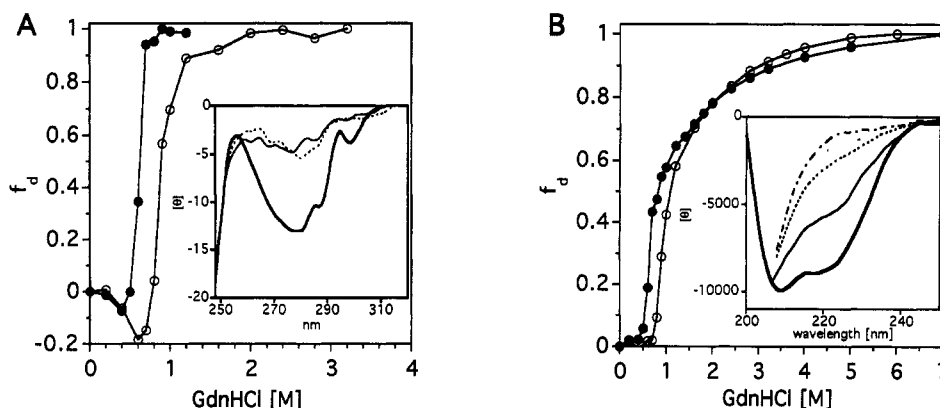 A
1
0.8
0.6
0.4
0.2
0
-0.2
f_d
0 1 2 3 4
GdnHCl [M]
0
-5
-10
-15
-20
[θ]
250 270 290 310
nm
B
1
0.8
0.6
0.4
0.2
0
f_d
0 1 2 3 4 5 6 7
GdnHCl [M]
0
-5000
-10000
[θ]
200 220 240
wavelength [nm]